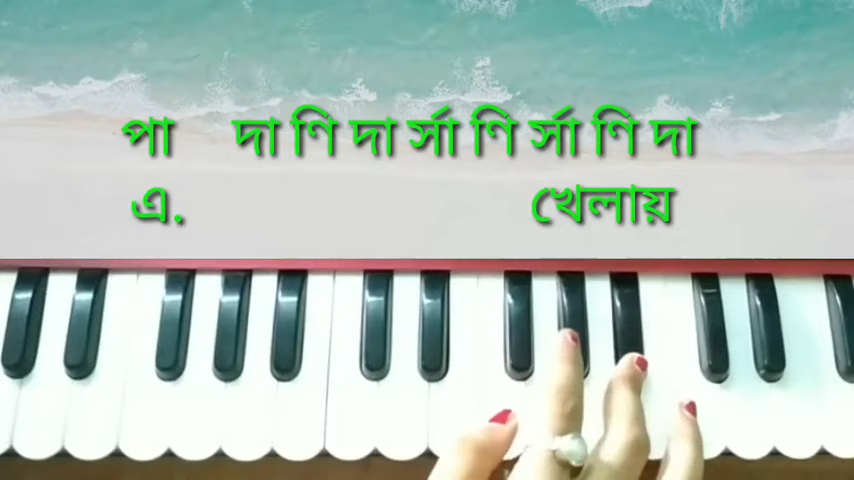 পা দা ণি দা র্সা ণি র্সা ণি দা
এ. খেলায়